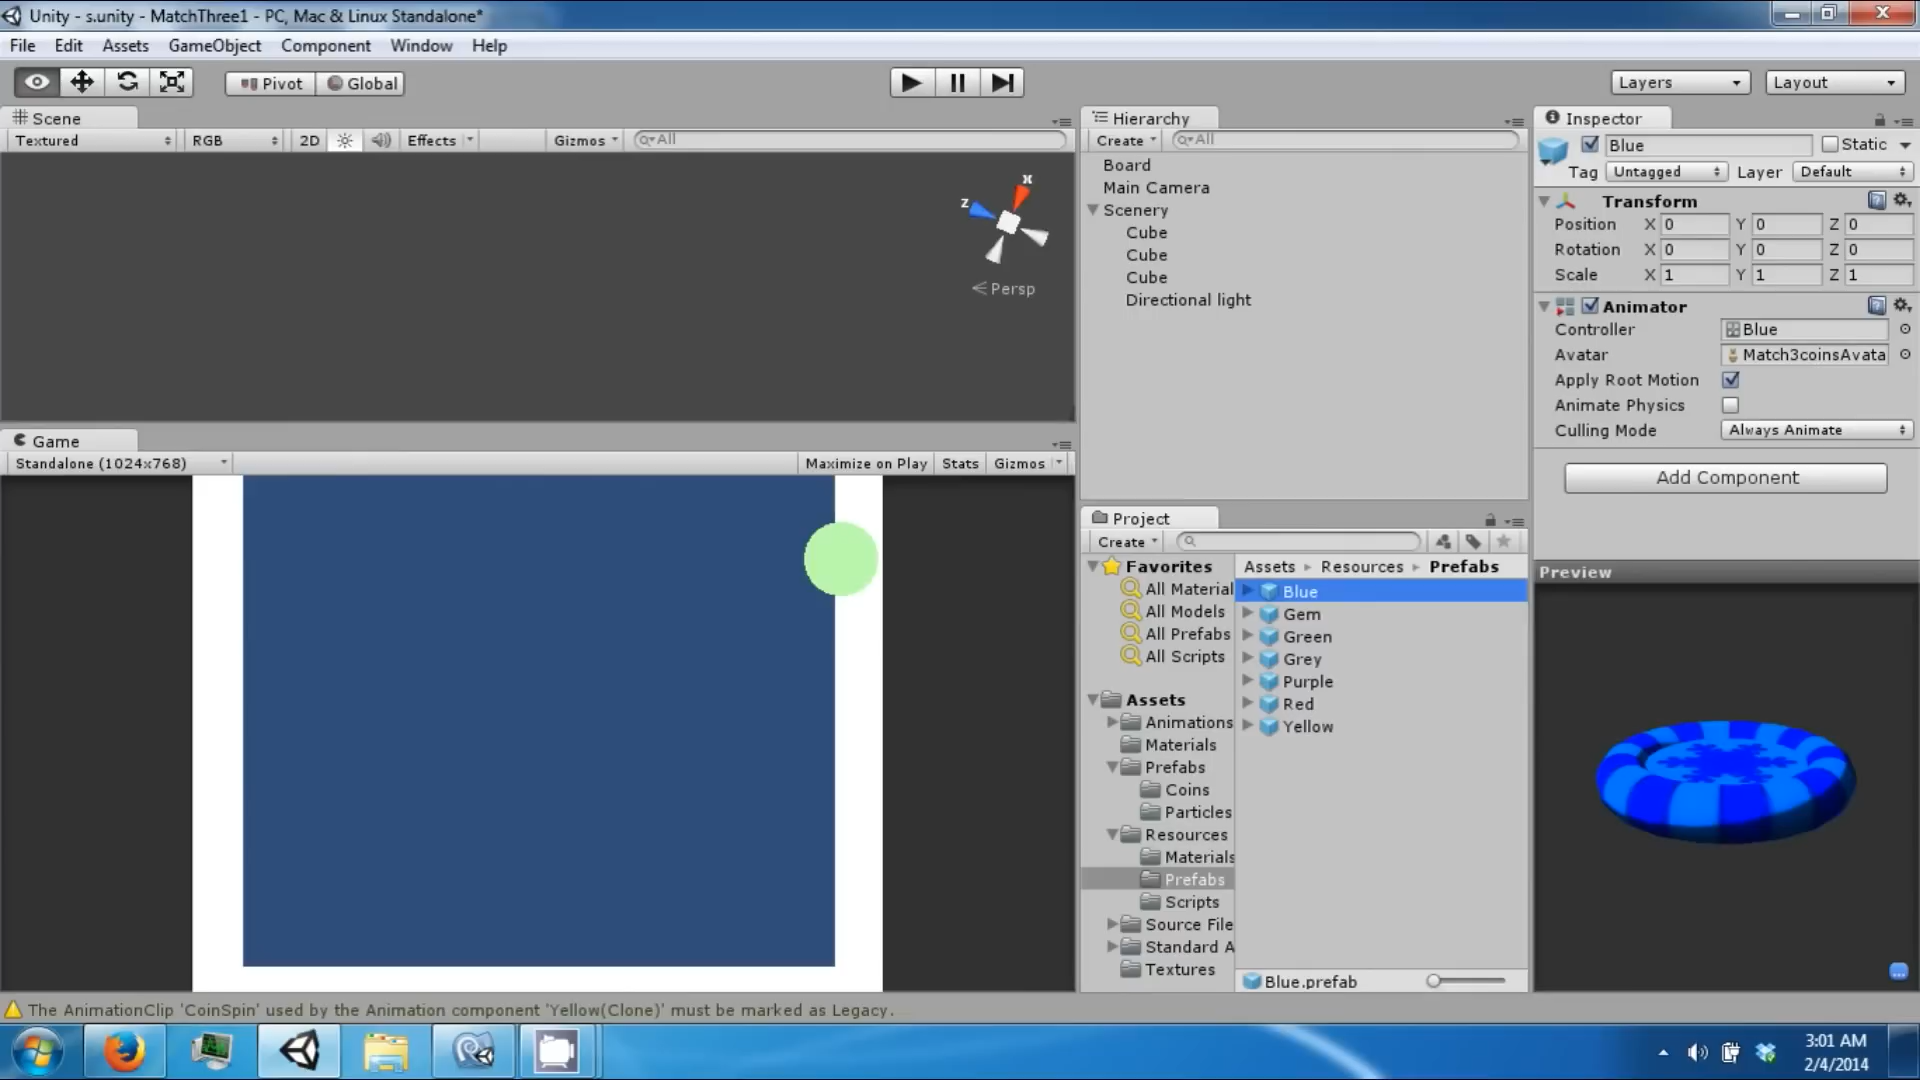 Unity - s.unity - MatchThree1 - PC, Mac & Linux Standalone*
File Edit Assets GameObject Component Window Help
Pivot Global
Layers Layout
Scene
Textured RGB 2D Effects Gizmos All
x
z
Persp
Game
Standalone (1024x768) Maximize on Play Stats Gizmos
Hierarchy
Create All
Board
Main Camera
Scenery
Cube
Cube
Cube
Directional light
Project
Create
Favorites
All Material
All Models
All Prefabs
All Scripts
Assets
Animations
Materials
Prefabs
Coins
Particles
Resources
Materials
Prefabs
Scripts
Source File
Standard A
Textures
Assets Resources Prefabs
Blue
Gem
Green
Grey
Purple
Red
Yellow
Blue.prefab
Inspector
Blue Static
Tag Untagged Layer Default
Transform
Position X 0 Y 0 Z 0
Rotation X 0 Y 0 Z 0
Scale X 1 Y 1 Z 1
Animator
Controller Blue
Avatar Match3coinsAvata
Apply Root Motion
Animate Physics
Culling Mode Always Animate
Add Component
Preview
The AnimationClip 'CoinSpin' used by the Animation component 'Yellow(Clone)' must be marked as Legacy.
3:01 AM
2/4/2014